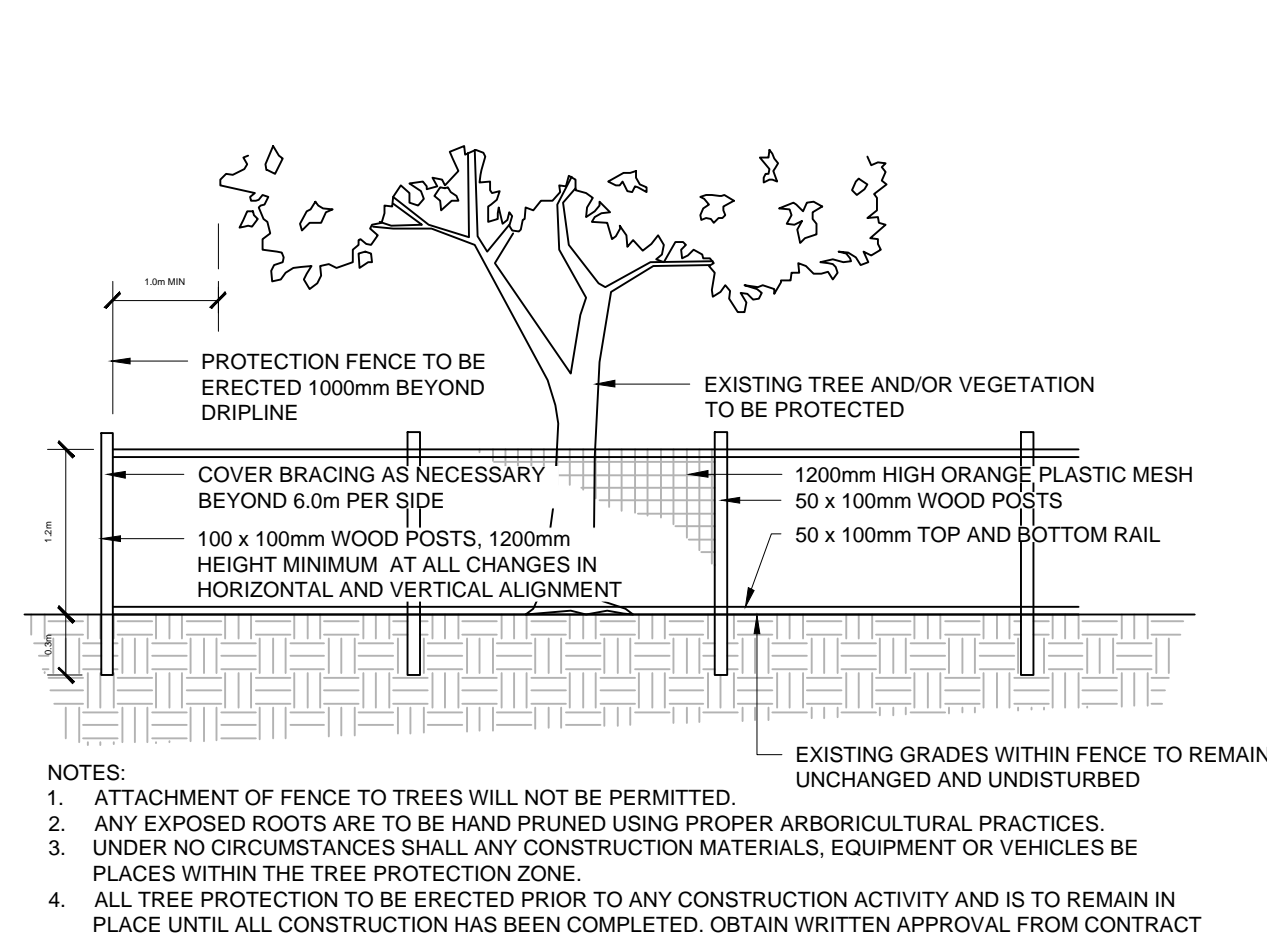 1.0m MIN
PROTECTION FENCE TO BE
ERECTED 1000mm BEYOND
DRIPLINE
EXISTING TREE AND/OR VEGETATION
TO BE PROTECTED
COVER BRACING AS NECESSARY
BEYOND 6.0m PER SIDE
1200mm HIGH ORANGE PLASTIC MESH
50 x 100mm WOOD POSTS
50 x 100mm TOP AND BOTTOM RAIL
1.2m
100 x 100mm WOOD POSTS, 1200mm
HEIGHT MINIMUM AT ALL CHANGES IN
HORIZONTAL AND VERTICAL ALIGNMENT
0.3m
EXISTING GRADES WITHIN FENCE TO REMAIN
UNCHANGED AND UNDISTURBED
NOTES:
1. ATTACHMENT OF FENCE TO TREES WILL NOT BE PERMITTED.
2. ANY EXPOSED ROOTS ARE TO BE HAND PRUNED USING PROPER ARBORICULTURAL PRACTICES.
3. UNDER NO CIRCUMSTANCES SHALL ANY CONSTRUCTION MATERIALS, EQUIPMENT OR VEHICLES BE
PLACES WITHIN THE TREE PROTECTION ZONE.
4. ALL TREE PROTECTION TO BE ERECTED PRIOR TO ANY CONSTRUCTION ACTIVITY AND IS TO REMAIN IN
PLACE UNTIL ALL CONSTRUCTION HAS BEEN COMPLETED. OBTAIN WRITTEN APPROVAL FROM CONTRACT